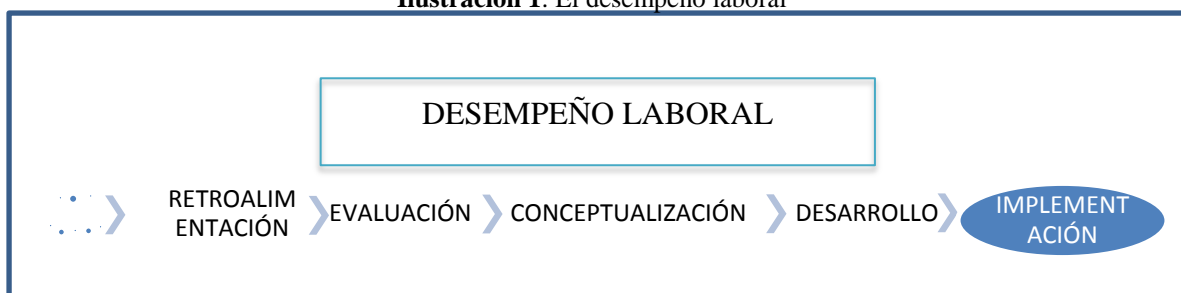 Ilustración 1. El desempeño laboral
DESEMPEÑO LABORAL
RETROALIM
ENTACIÓN
EVALUACIÓN
CONCEPTUALIZACIÓN
DESARROLLO
IMPLEMENT
ACIÓN